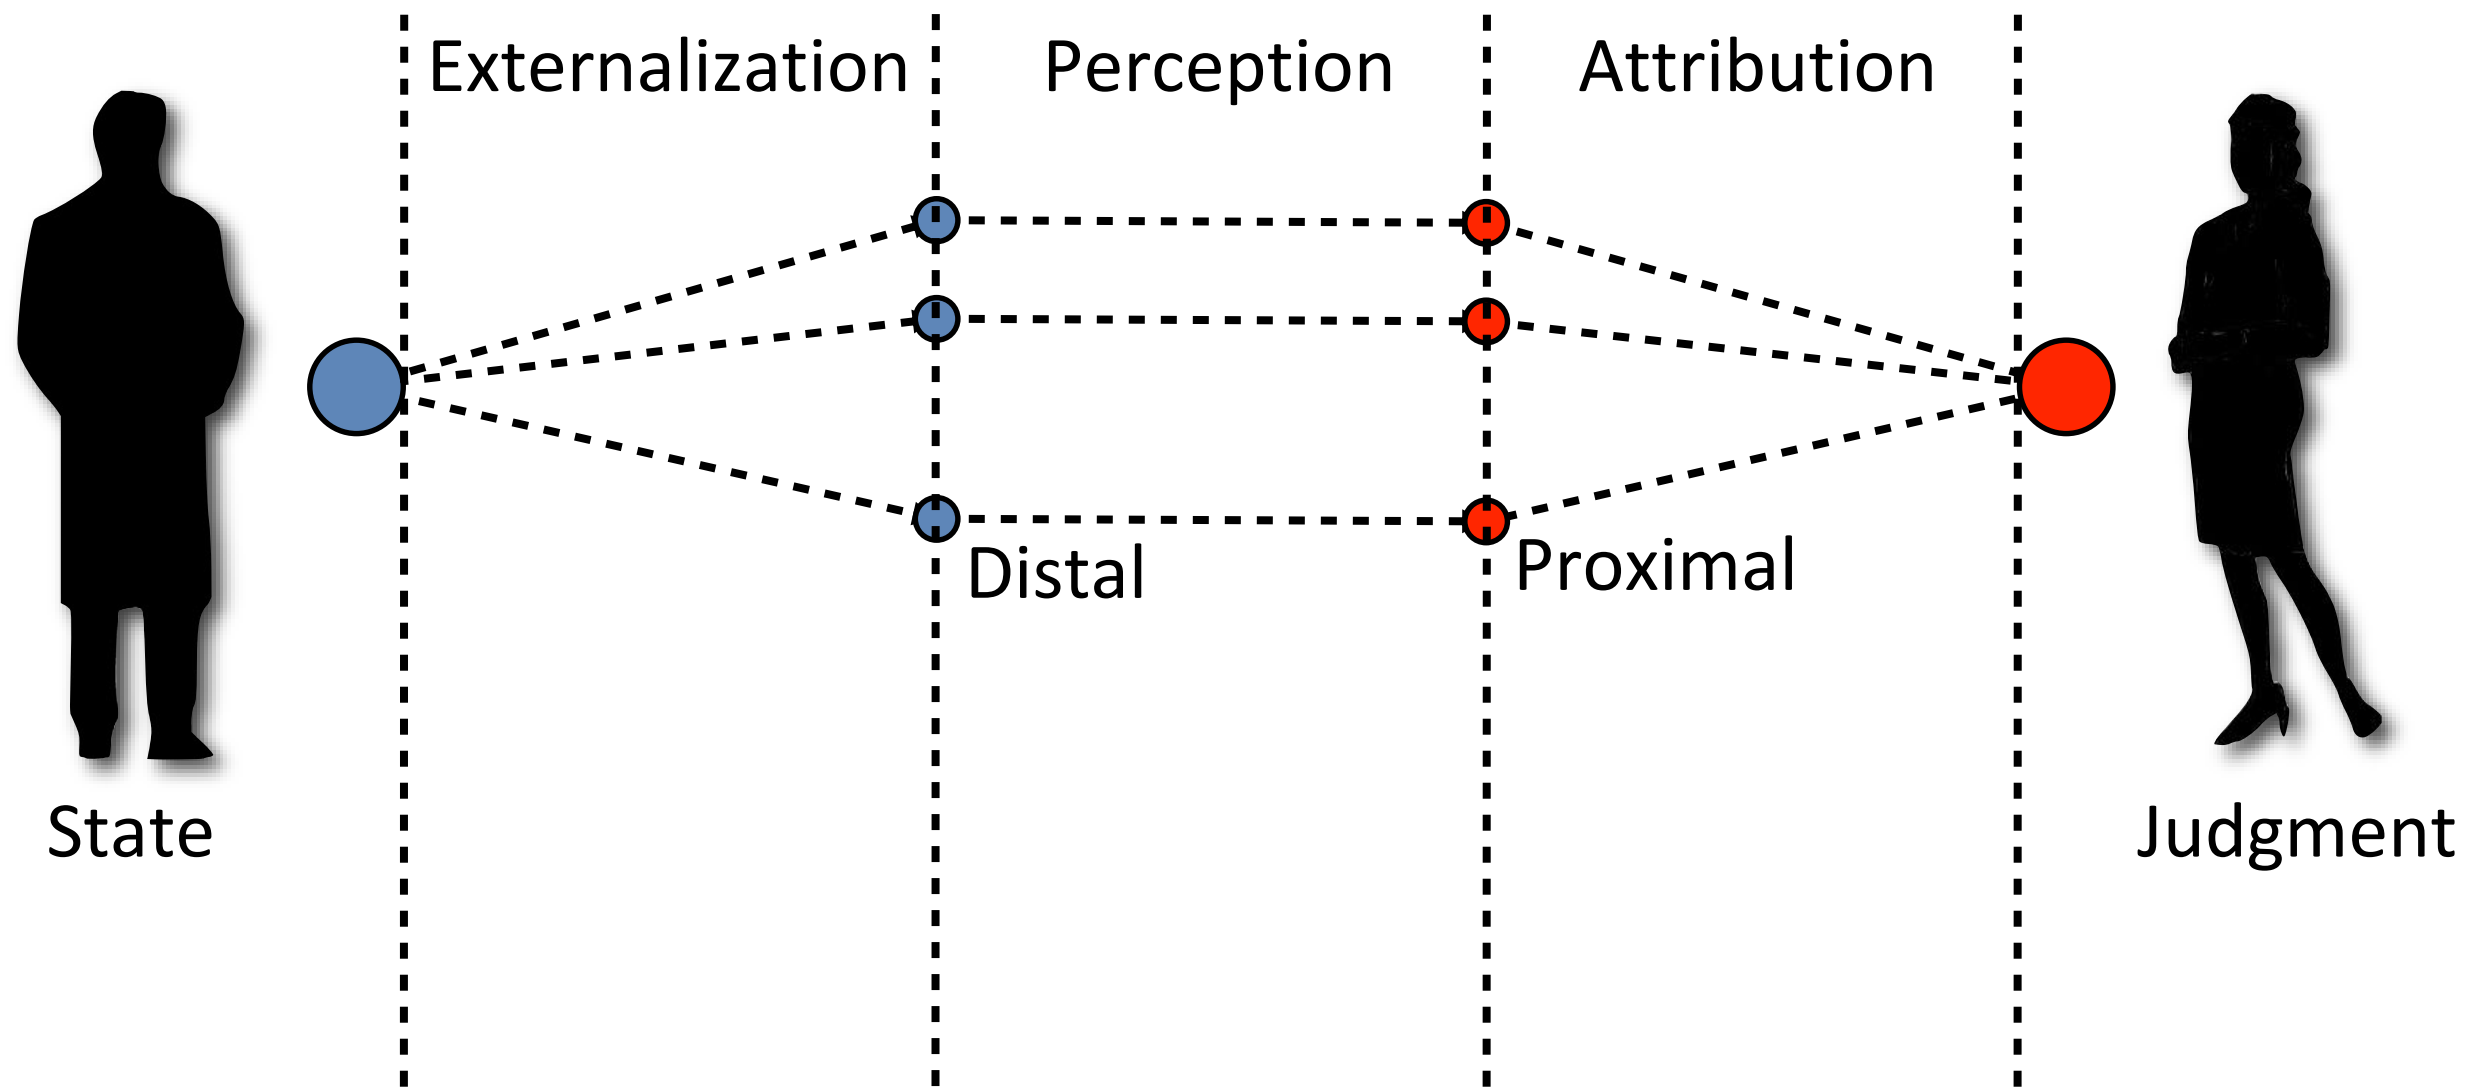 Externalization
Perception
Attribution
Distal
Proximal
State
Judgment